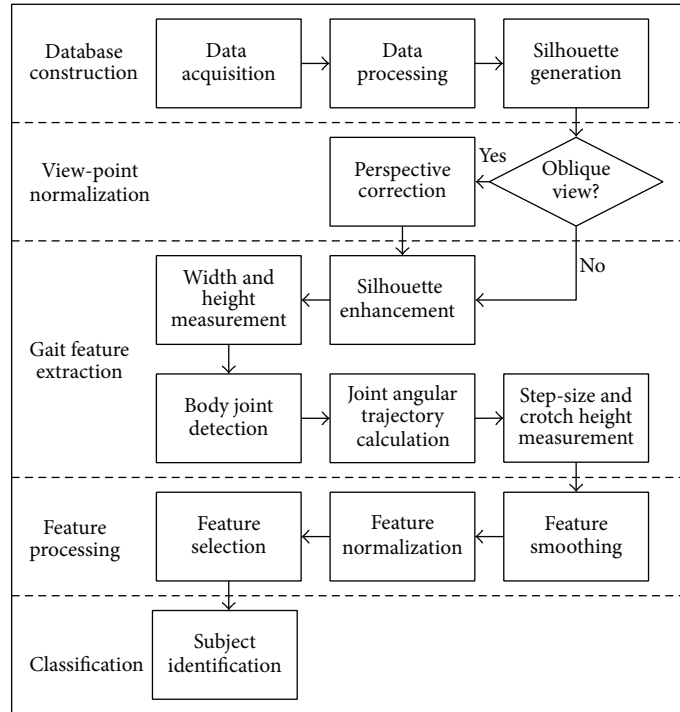 Database
construction
Data
acquisition
Data
processing
Silhouette
generation
View-point
normalization
Perspective
correction
Yes
Oblique
view?
No
Gait feature
extraction
Width and
height
measurement
Silhouette
enhancement
Body joint
detection
Joint angular
trajectory
calculation
Step-size and
crotch height
measurement
Feature
processing
Feature
selection
Feature
normalization
Feature
smoothing
Classification
Subject
identification